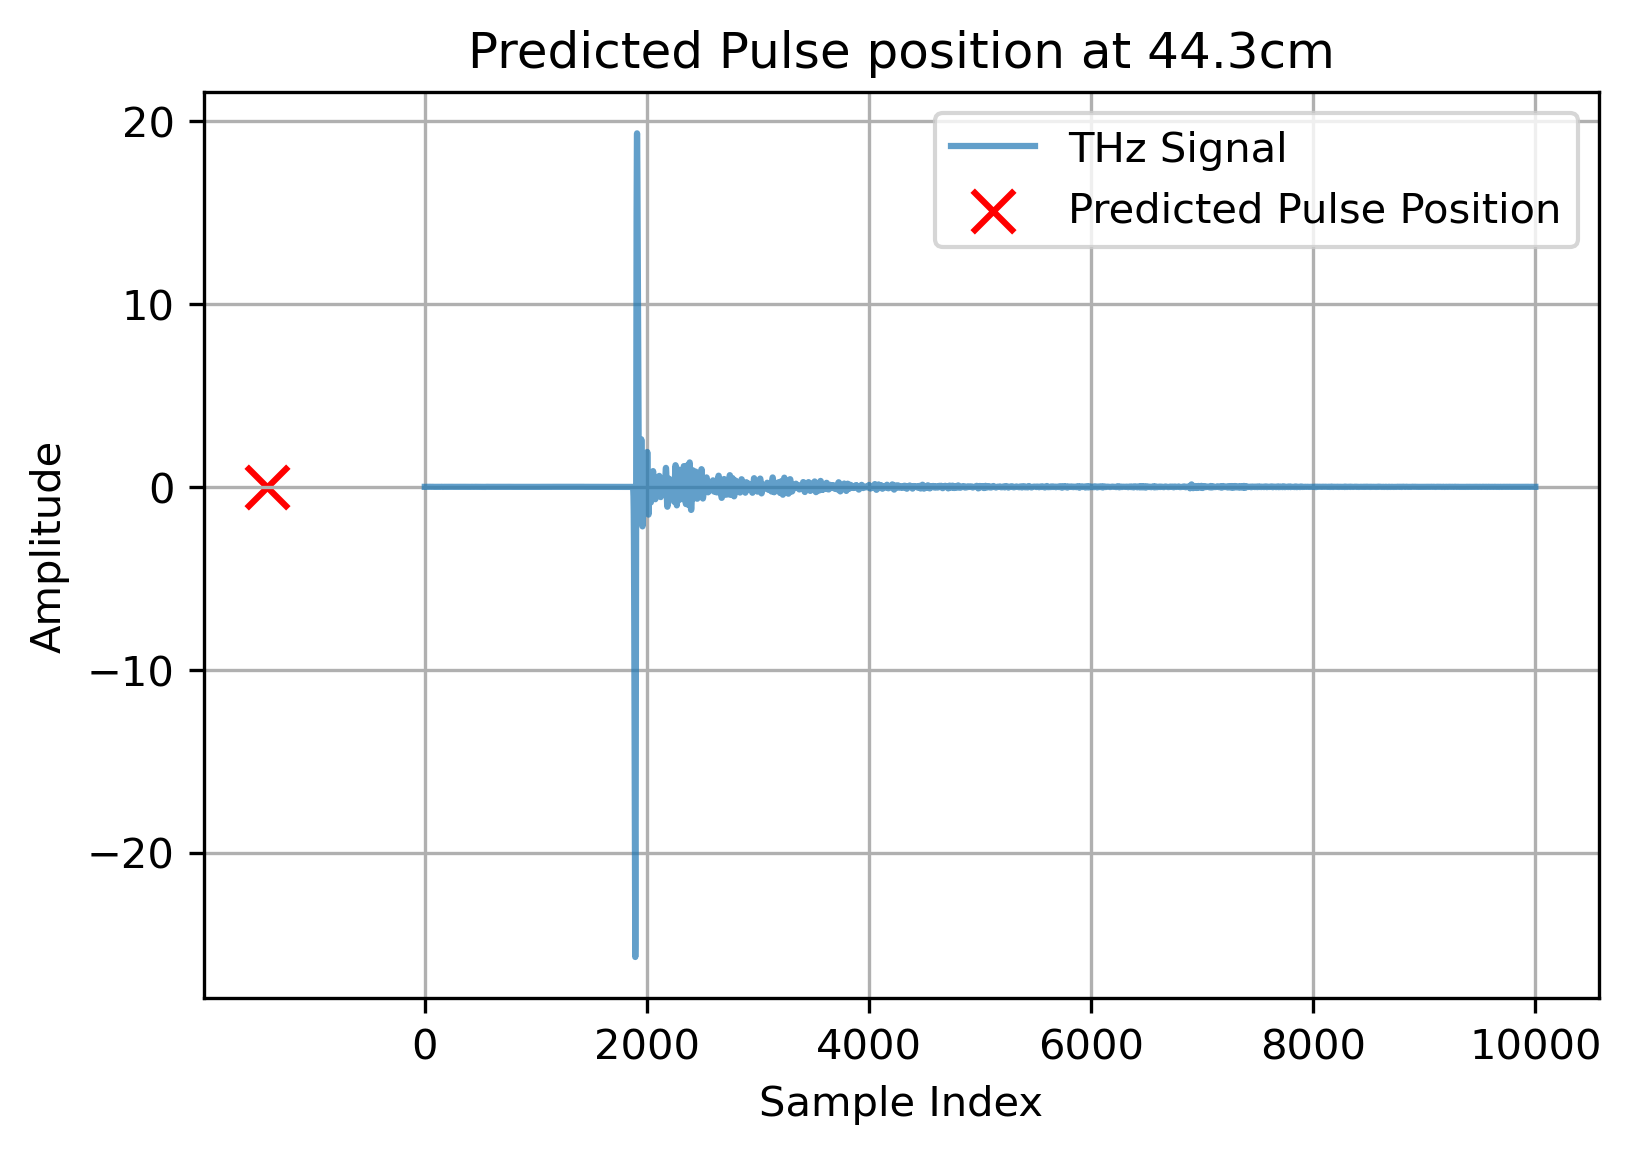 Predicted Pulse position at 44.3cm
THz Signal
Predicted Pulse Position
20
10
0
−10
−20
Amplitude
0 2000 4000 6000 8000 10000
Sample Index